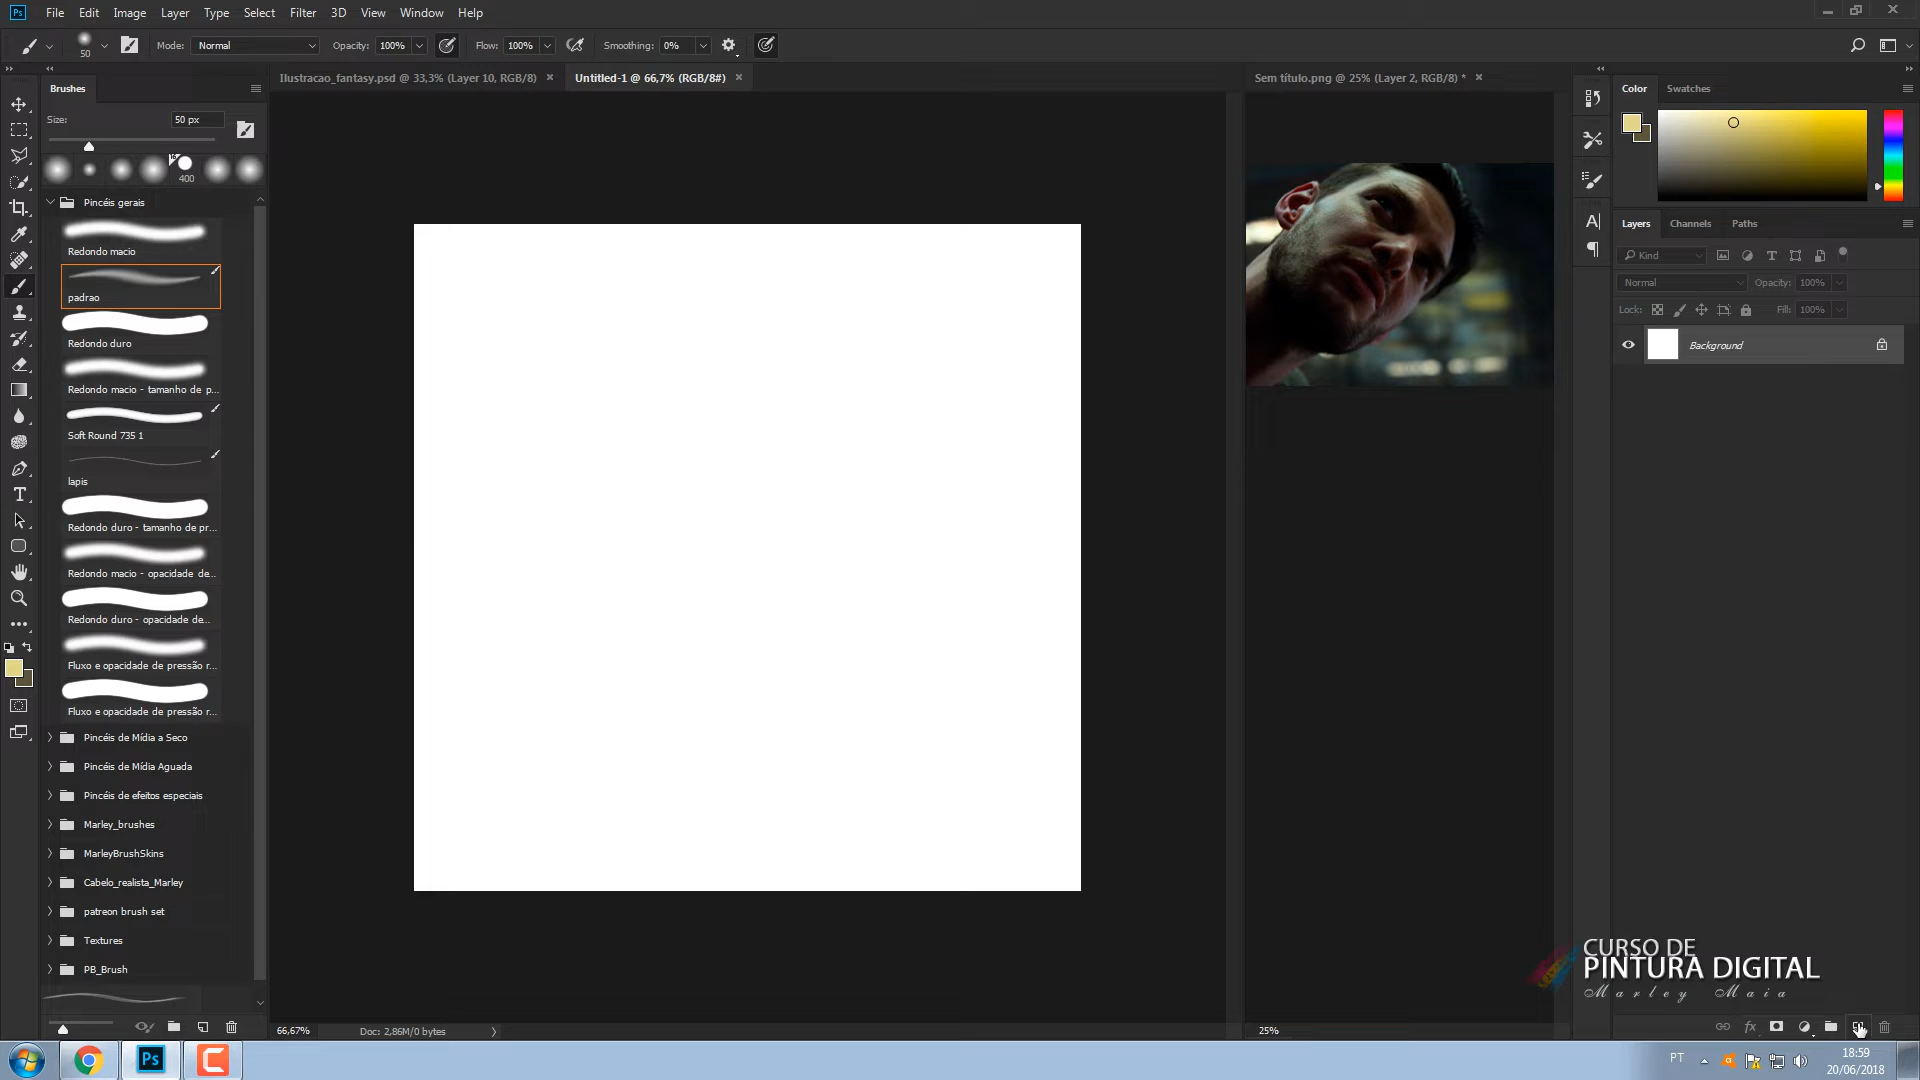 Ps File Edit Image Layer Type Select Filter 3D View Window Help
50 Mode: Normal Opacity: 100% Flow: 100% Smoothing: 0%
Brushes
Size: 50 px
400
Pincéis gerais
Redondo macio
padrao
Redondo duro
Redondo macio - tamanho de p...
Soft Round 735 1
lapis
Redondo duro - tamanho de pr...
Redondo macio - opacidade de...
Redondo duro - opacidade de...
Fluxo e opacidade de pressão r...
Fluxo e opacidade de pressão r...
Pincéis de Mídia a Seco
Pincéis de Mídia Aguada
Pincéis de efeitos especiais
Marley_brushes
MarleyBrushSkins
Cabelo_realista_Marley
patreon brush set
Textures
PB_Brush
Ilustracao_fantasy.psd @ 33,3% (Layer 10, RGB/8) × Untitled-1 @ 66,7% (RGB/8#) ×
66,67% Doc: 2,86M/0 bytes
Sem título.png @ 25% (Layer 2, RGB/8) * ×
25%
Color Swatches
Layers Channels Paths
Kind
Normal Opacity: 100%
Lock: Fill: 100%
Background
fx
CURSO DE
PINTURA DIGITAL
Marley Maia
Ps PT 18:59
20/06/2018